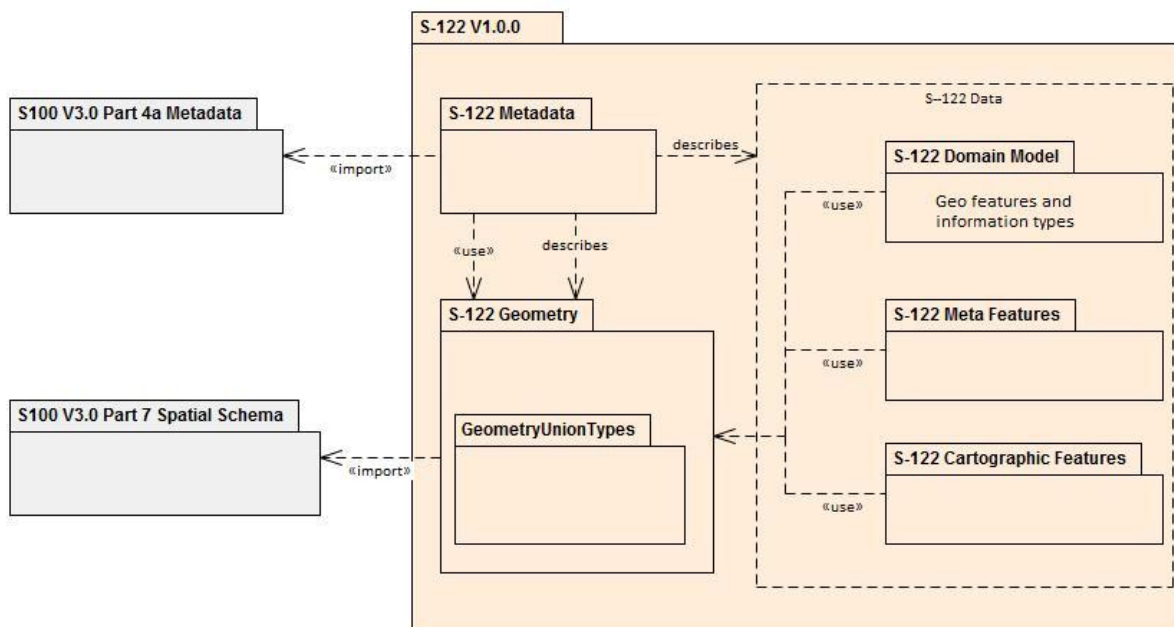 S-122 V1.0.0
S--122 Data
S100 V3.0 Part 4a Metadata
S-122 Metadata
describes
«import»
S-122 Domain Model
«use»
Geo features and
information types
«use»
describes
S-122 Geometry
S-122 Meta Features
«use»
S100 V3.0 Part 7 Spatial Schema
GeometryUnionTypes
«import»
S-122 Cartographic Features
«use»